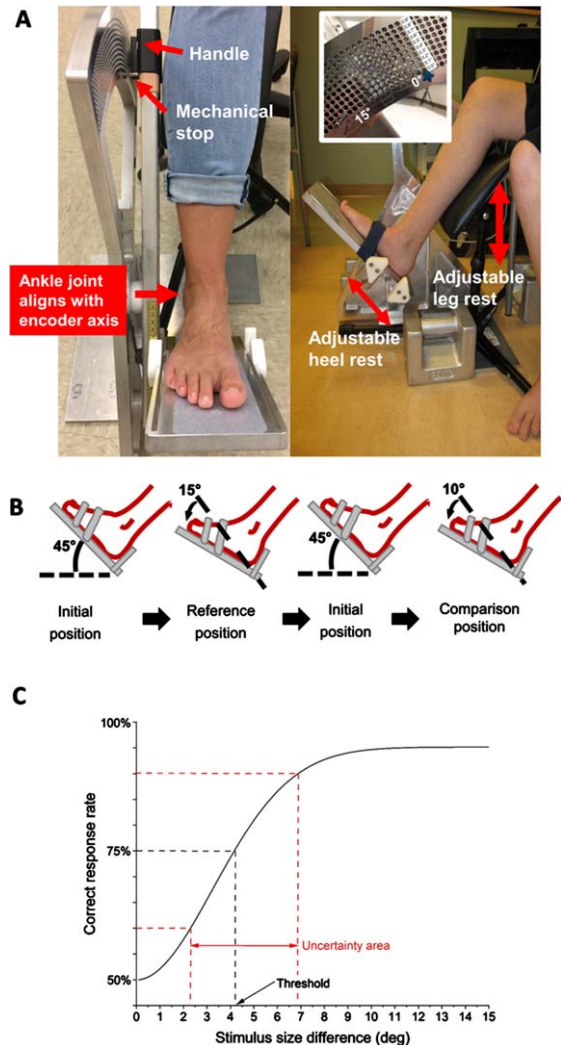 A
Handle
Mechanical
stop
Ankle joint
aligns with
encoder axis
0°
15°
Adjustable
leg rest
Adjustable
heel rest
B
45°
15°
45°
10°
Initial
position
Reference
position
Initial
position
Comparison
position
C
100%
75%
50%
Correct response rate
Uncertainty area
Threshold
0 1 2 3 4 5 6 7 8 9 10 11 12 13 14 15
Stimulus size difference (deg)